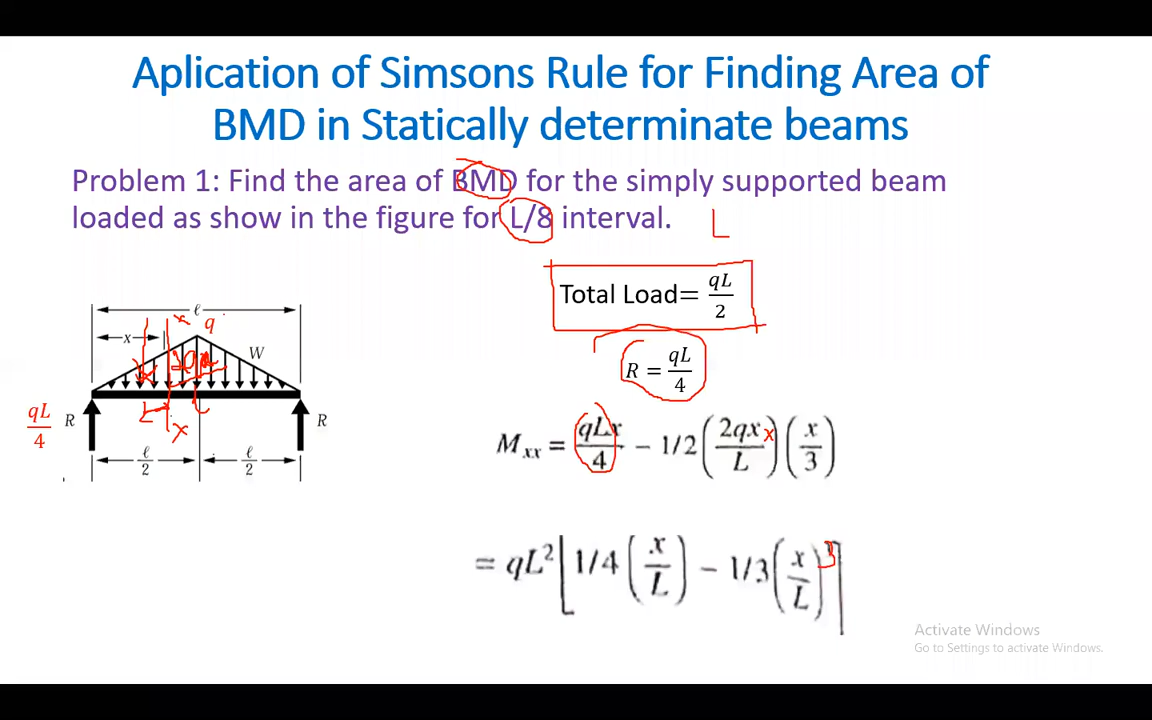 Aplication of Simsons Rule for Finding Area of
BMD in Statically determinate beams
Problem 1: Find the area of BMD for the simply supported beam
loaded as show in the figure for L/8 interval.
L
Total Load= qL/2
R = qL/4
ℓ
x
q
W
qL/4
R
R
x
ℓ/2
ℓ/2
M_xx = qLx/4 − 1/2 (2qxx/L) (x/3)
= qL² [1/4 (x/L) − 1/3 (x/L)³]
Activate Windows
Go to Settings to activate Windows.